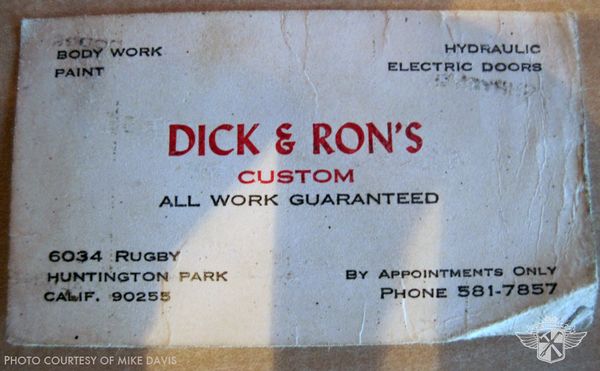 BODY WORK
PAINT
HYDRAULIC
ELECTRIC DOORS
DICK & RON'S
CUSTOM
ALL WORK GUARANTEED
6034 RUGBY
HUNTINGTON PARK
CALIF. 90255
BY APPOINTMENTS ONLY
PHONE 581-7857
PHOTO COURTESY OF MIKE DAVIS